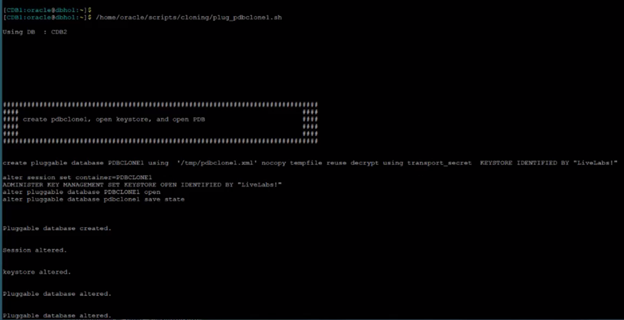 [CDB1:oracle@dbhol:~]$
[CDB1:oracle@dbhol:~]$ /home/oracle/scripts/cloning/plug_pdbclone1.sh
Using DB : CDB2
##############################################################################
#### ####
#### create pdbclone1, open keystore, and open PDB ####
#### ####
#### ####
##############################################################################
create pluggable database PDBCLONE1 using '/tmp/pdbclone1.xml' nocopy tempfile reuse decrypt using transport_secret KEYSTORE IDENTIFIED BY "LiveLabs!"
alter session set container=PDBCLONE1
ADMINISTER KEY MANAGEMENT SET KEYSTORE OPEN IDENTIFIED BY "LiveLabs!"
alter pluggable database PDBCLONE1 open
alter pluggable database pdbclone1 save state
Pluggable database created.
Session altered.
keystore altered.
Pluggable database altered.
Pluggable database altered.